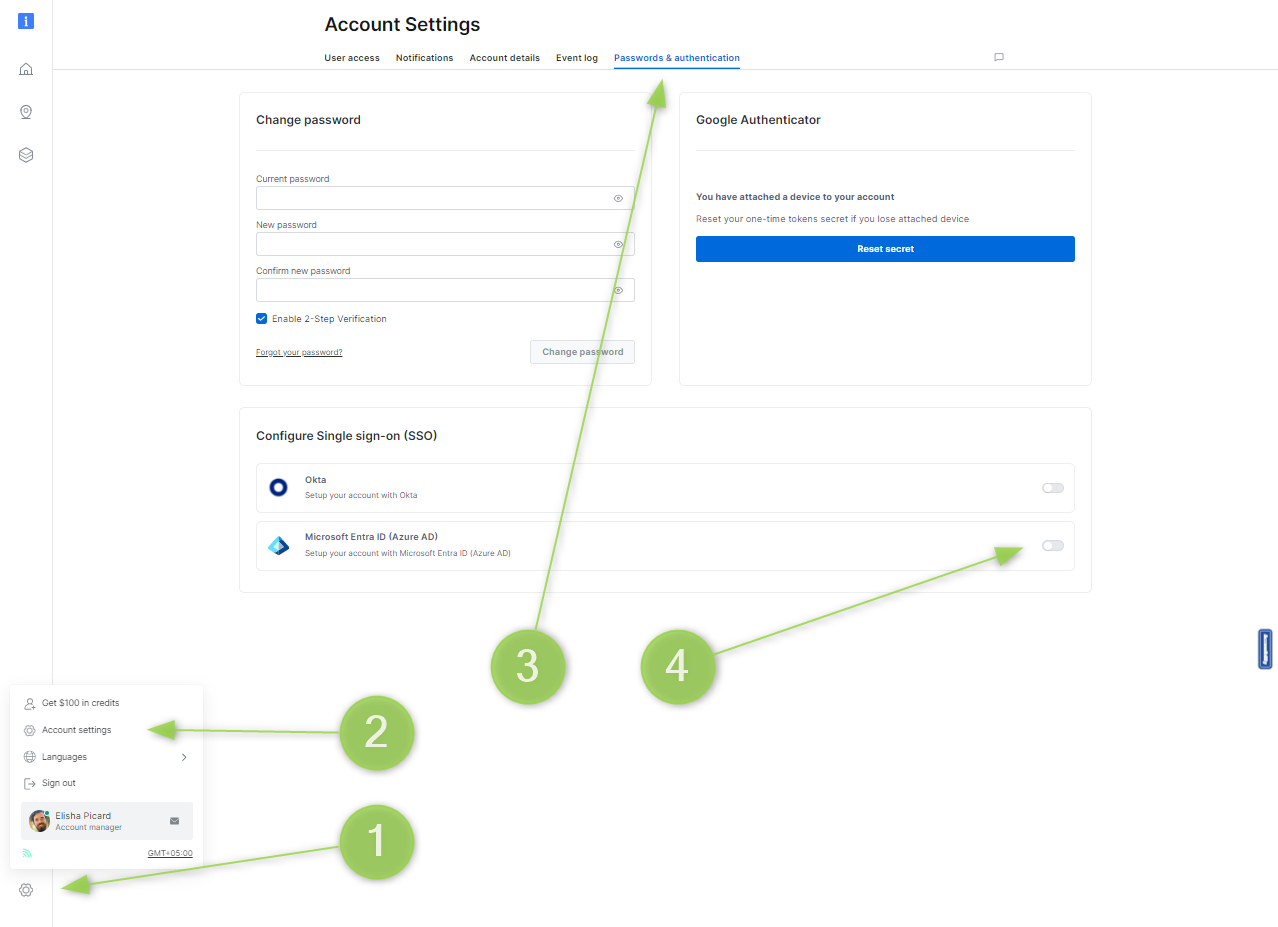 i
Account Settings
User access
Notifications
Account details
Event log
Passwords & authentication
Change password
Current password
New password
Confirm new password
Enable 2-Step Verification
Forgot your password?
Change password
Google Authenticator
You have attached a device to your account
Reset your one-time tokens secret if you lose attached device
Reset secret
Configure Single sign-on (SSO)
Okta
Setup your account with Okta
Microsoft Entra ID (Azure AD)
Setup your account with Microsoft Entra ID (Azure AD)
3
4
Get $100 in credits
Account settings
2
Languages
Sign out
Elisha Picard
Account manager
1
GMT+05:00